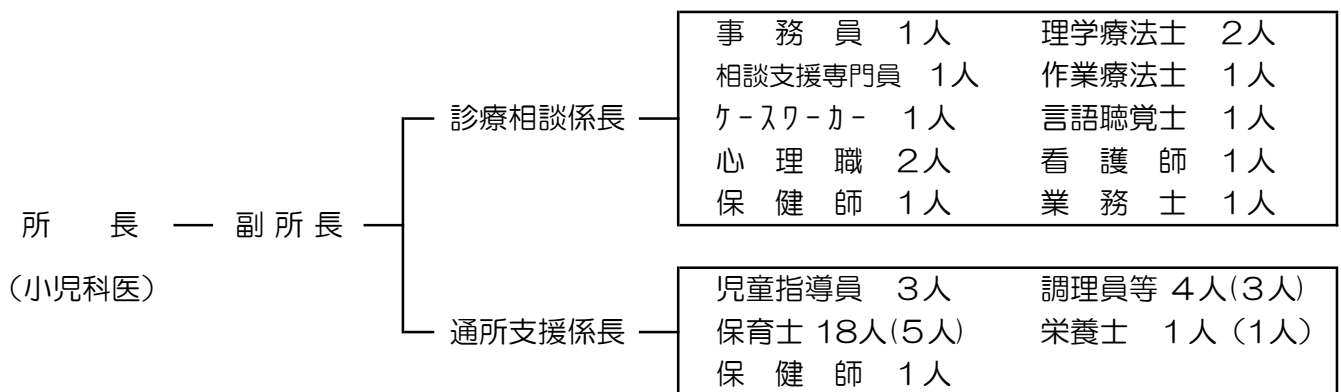 事務員 1人 理学療法士 2人
相談支援専門員 1人 作業療法士 1人
診療相談係長 ケースワーカー 1人 言語聴覚士 1人
心理職 2人 看護師 1人
保健師 1人 業務士 1人
所長 副所長
(小児科医) 児童指導員 3人 調理員等 4人(3人)
通所支援係長 保育士 18人(5人) 栄養士 1人(1人)
保健師 1人